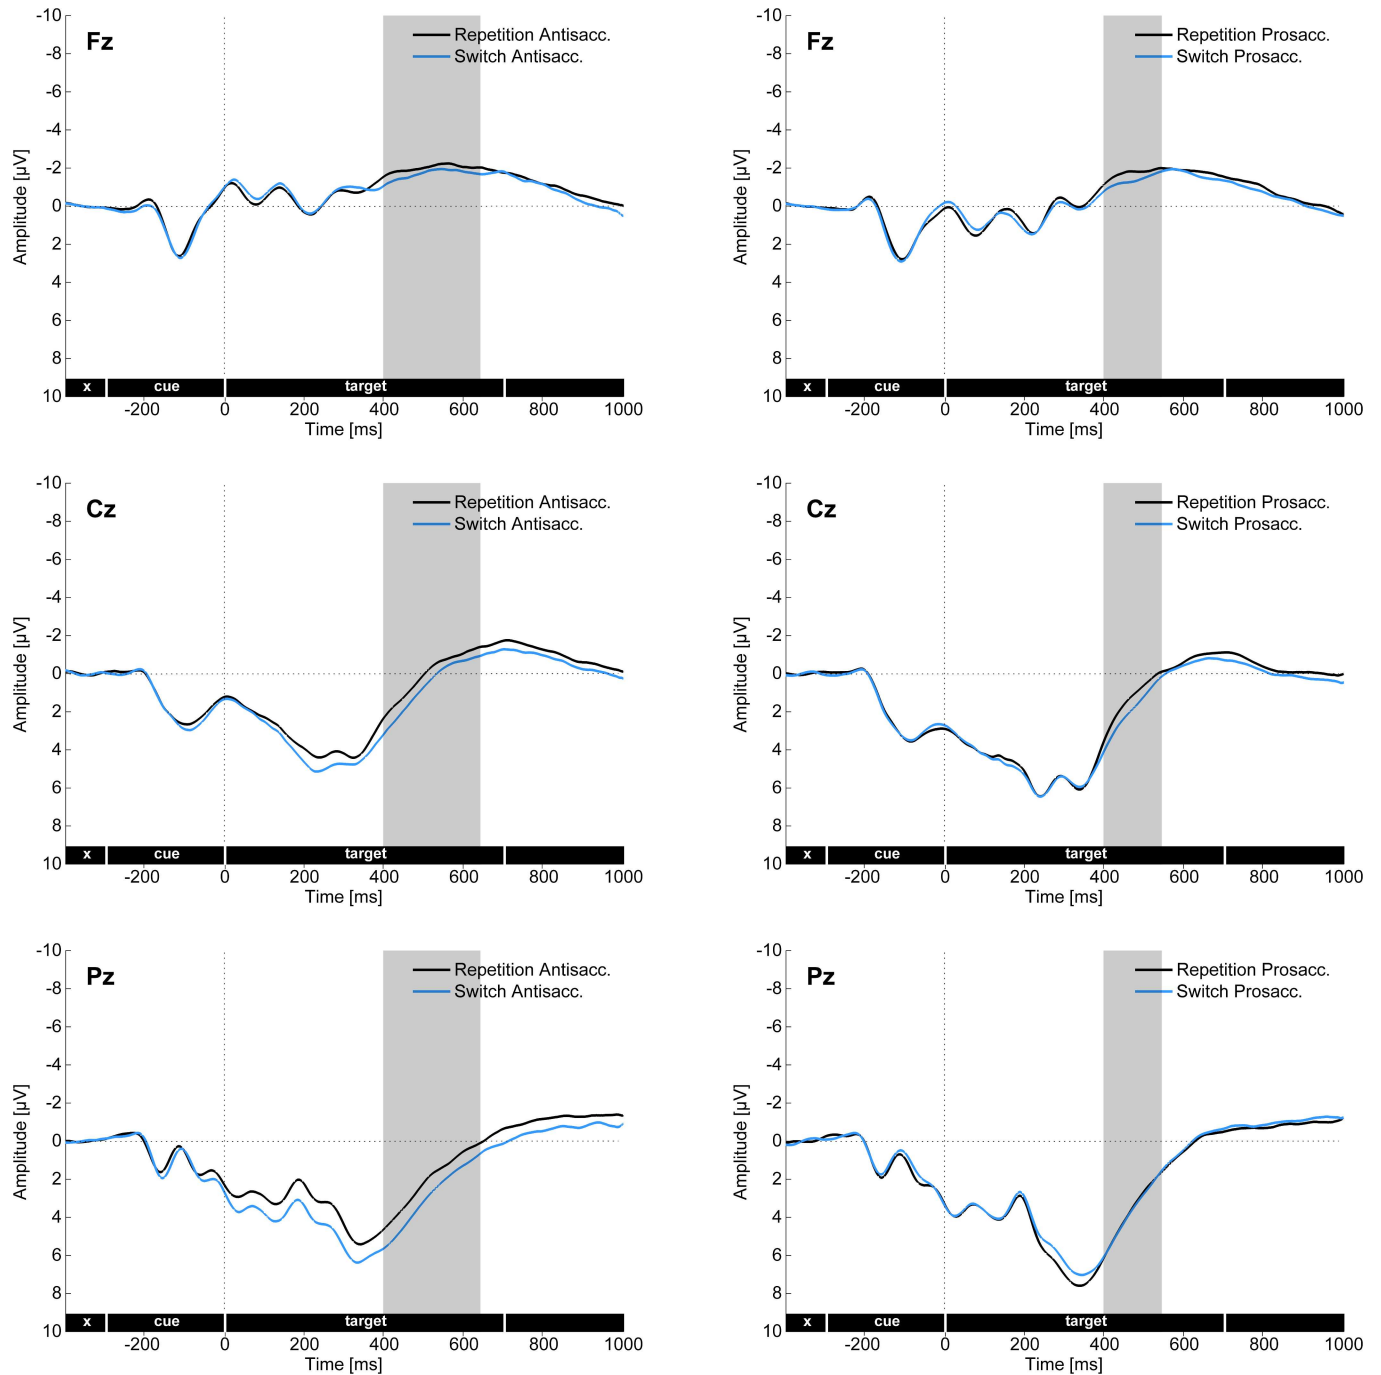 -10
Fz
Repetition Antisacc.
-8
Switch Antisacc.
-6
-4
-2
0
2
4
6
8
10
Amplitude [µV]
x cue target
-200 0 200 400 600 800 1000
Time [ms]
-10
Fz
Repetition Prosacc.
-8
Switch Prosacc.
-6
-4
-2
0
2
4
6
8
10
Amplitude [µV]
x cue target
-200 0 200 400 600 800 1000
Time [ms]
-10
Cz
Repetition Antisacc.
-8
Switch Antisacc.
-6
-4
-2
0
2
4
6
8
10
Amplitude [µV]
x cue target
-200 0 200 400 600 800 1000
Time [ms]
-10
Cz
Repetition Prosacc.
-8
Switch Prosacc.
-6
-4
-2
0
2
4
6
8
10
Amplitude [µV]
x cue target
-200 0 200 400 600 800 1000
Time [ms]
-10
Pz
Repetition Antisacc.
-8
Switch Antisacc.
-6
-4
-2
0
2
4
6
8
10
Amplitude [µV]
x cue target
-200 0 200 400 600 800 1000
Time [ms]
-10
Pz
Repetition Prosacc.
-8
Switch Prosacc.
-6
-4
-2
0
2
4
6
8
10
Amplitude [µV]
x cue target
-200 0 200 400 600 800 1000
Time [ms]